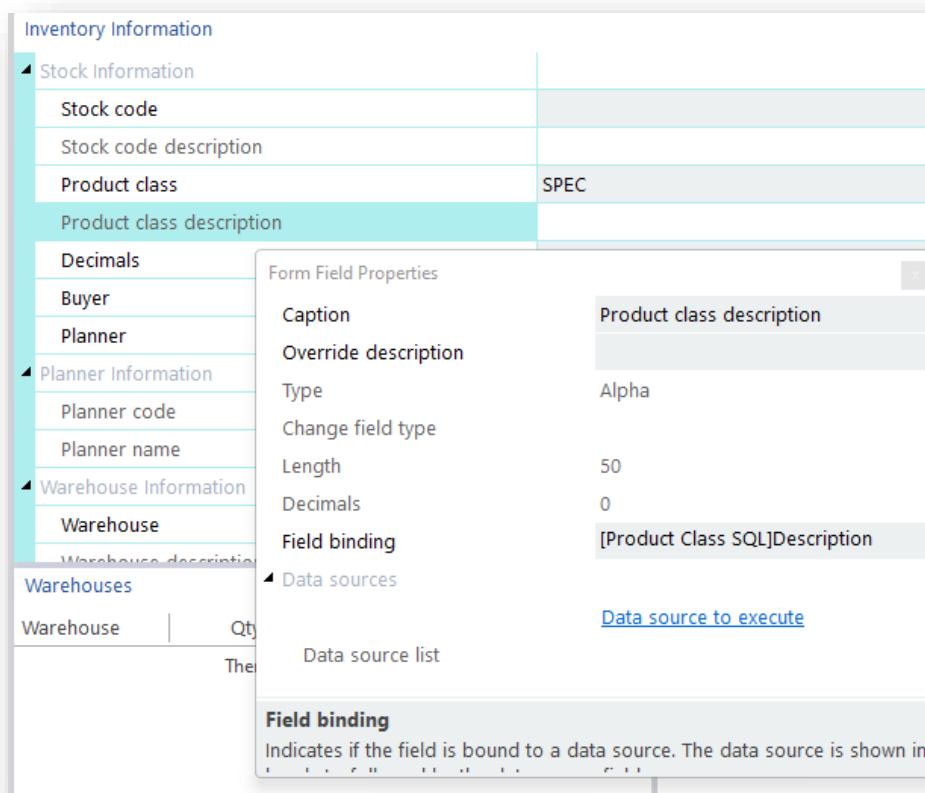 Inventory Information
Stock Information
Stock code
Stock code description
Product class SPEC
Product class description
Decimals
Buyer
Planner
Planner Information
Planner code
Planner name
Warehouse Information
Warehouse
Warehouse
Warehouses
Warehouse Qty
Form Field Properties
x
Caption Product class description
Override description
Type Alpha
Change field type
Length 50
Decimals 0
Field binding [Product Class SQL]Description
Data sources
Data source to execute
Data source list
Field binding
Indicates if the field is bound to a data source. The data source is shown in